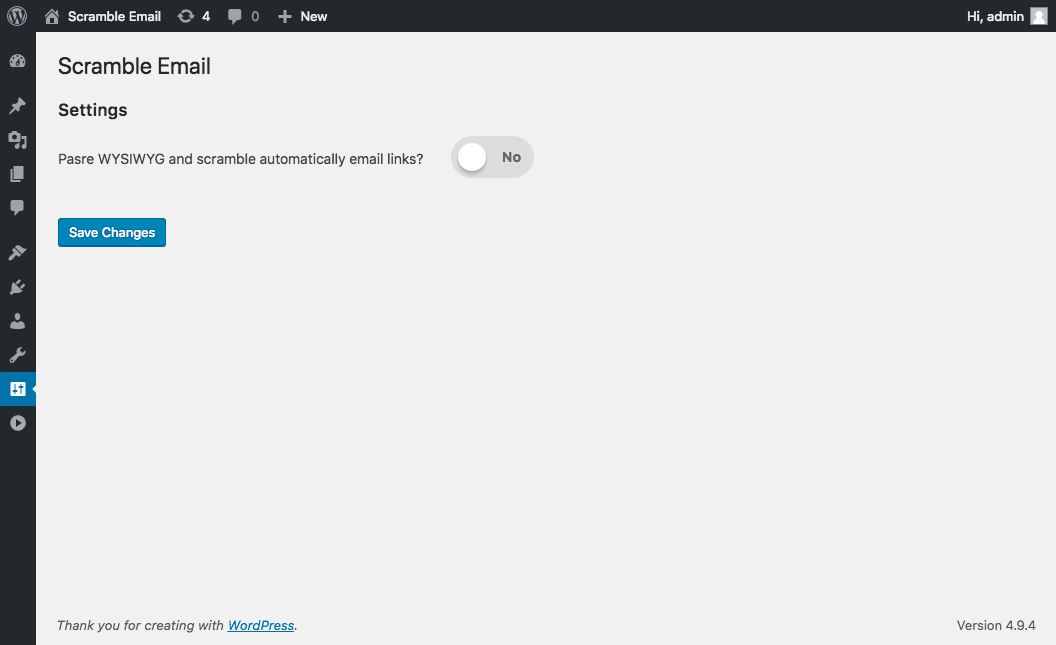 Scramble Email 4 0 New Hi, admin
Scramble Email
Settings
Pasre WYSIWYG and scramble automatically email links? No
Save Changes
Thank you for creating with WordPress. Version 4.9.4